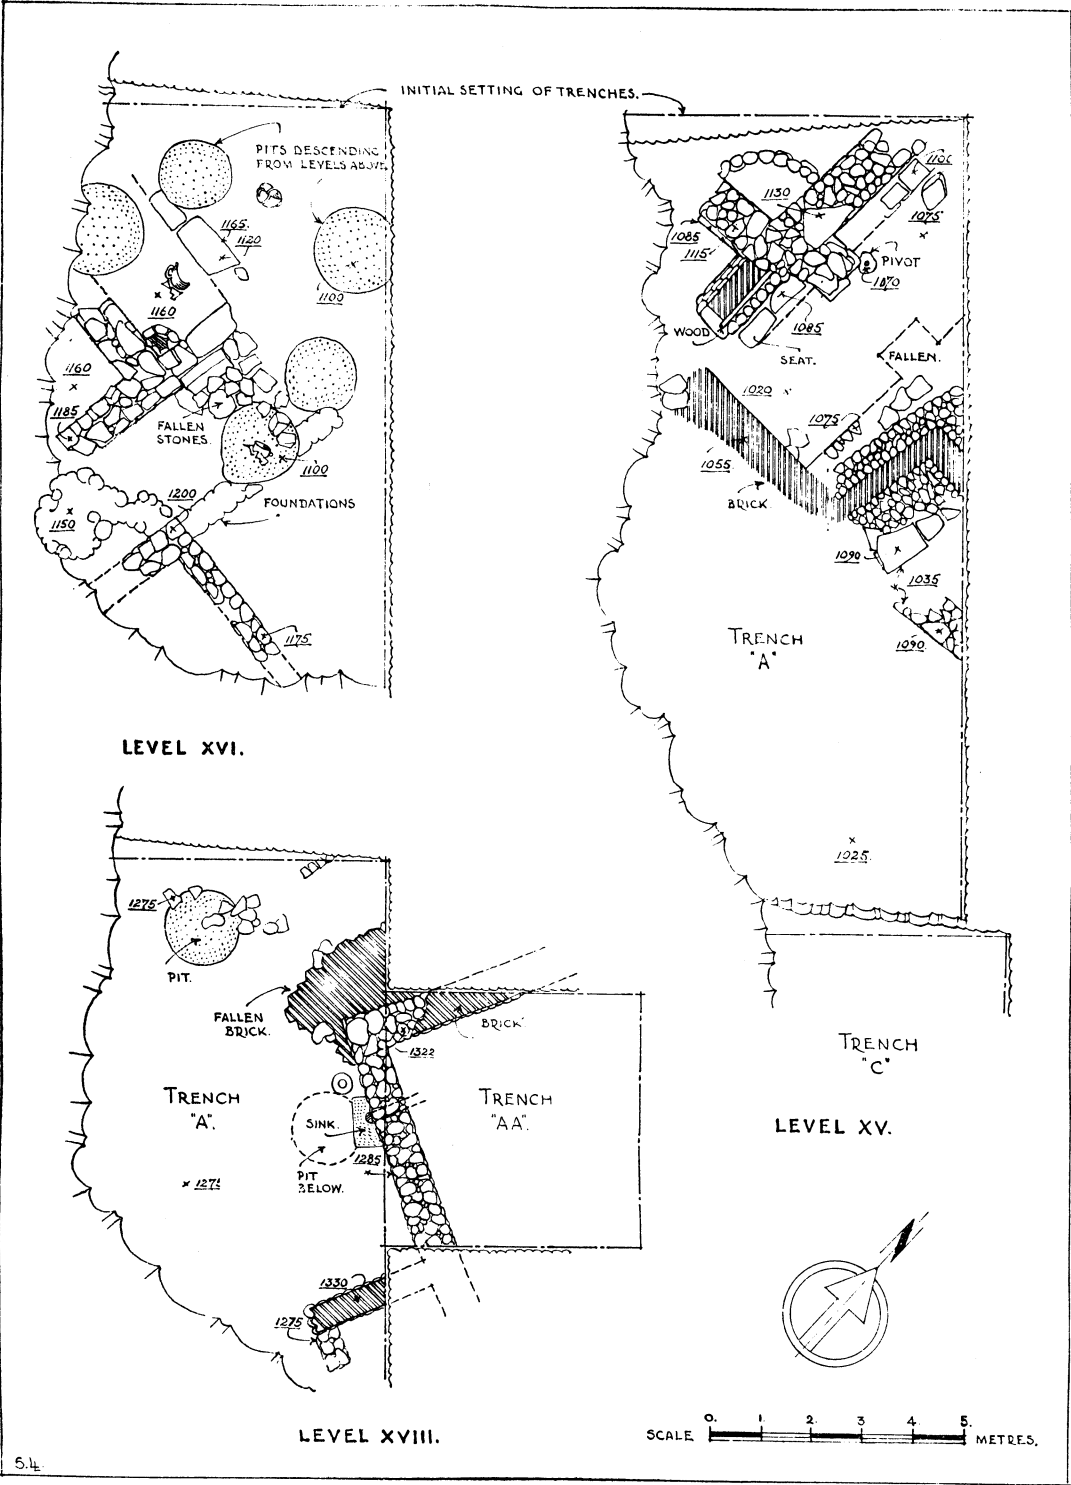 INITIAL SETTING OF TRENCHES.
PITS DESCENDING
FROM LEVELS ABOVE.
1165.
1120
1100
1160
1160
1185
FALLEN
STONES.
1100
1200
FOUNDATIONS
1150
1175
LEVEL XVI.
1130
1100
1075
1085
1115
PIVOT
1070
WOOD
1085
SEAT.
FALLEN.
1020
1075
1055
BRICK.
1090
1035
1090
TRENCH
"A"
1025.
TRENCH
"C"
LEVEL XV.
1275
PIT.
FALLEN
BRICK.
BRICK
1322
TRENCH
"A".
SINK.
TRENCH
"AA".
1285
PIT
BELOW.
1330
1275
LEVEL XVIII.
0. 1. 2. 3 4. 5.
SCALE METRES.
5.4.